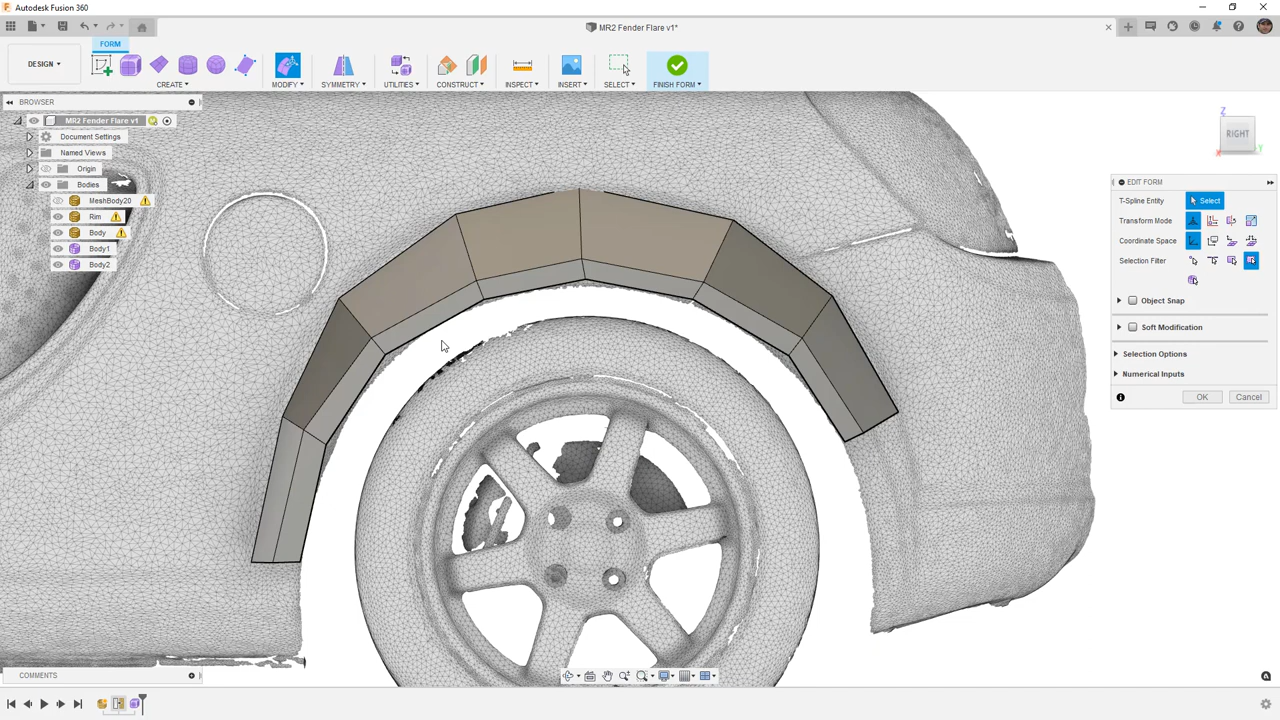 Autodesk Fusion 360
MR2 Fender Flare v1*
FORM
DESIGN
CREATE
MODIFY
SYMMETRY
UTILITIES
CONSTRUCT
INSPECT
INSERT
SELECT
FINISH FORM
BROWSER
MR2 Fender Flare v1
Document Settings
Named Views
Origin
Bodies
MeshBody20
Rim
Body
Body1
Body2
Z
RIGHT
X
Y
EDIT FORM
T-Spline Entity
Select
Transform Mode
Coordinate Space
Selection Filter
Object Snap
Soft Modification
Selection Options
Numerical Inputs
OK
Cancel
COMMENTS